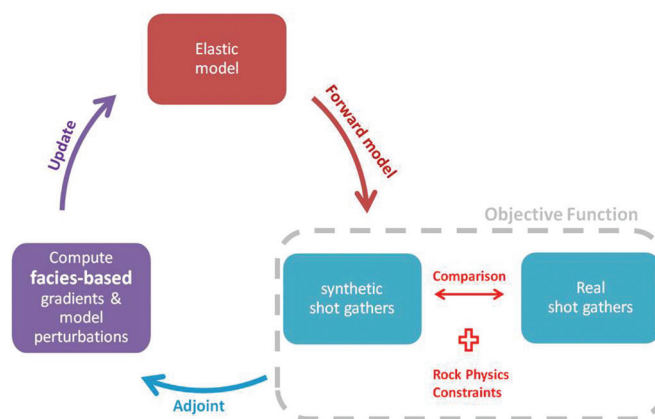 Elastic
model
Forward model
Update
Objective Function
Compute
facies-based
gradients &
model
perturbations
synthetic
shot gathers
Comparison
Real
shot gathers
Rock Physics
Constraints
Adjoint